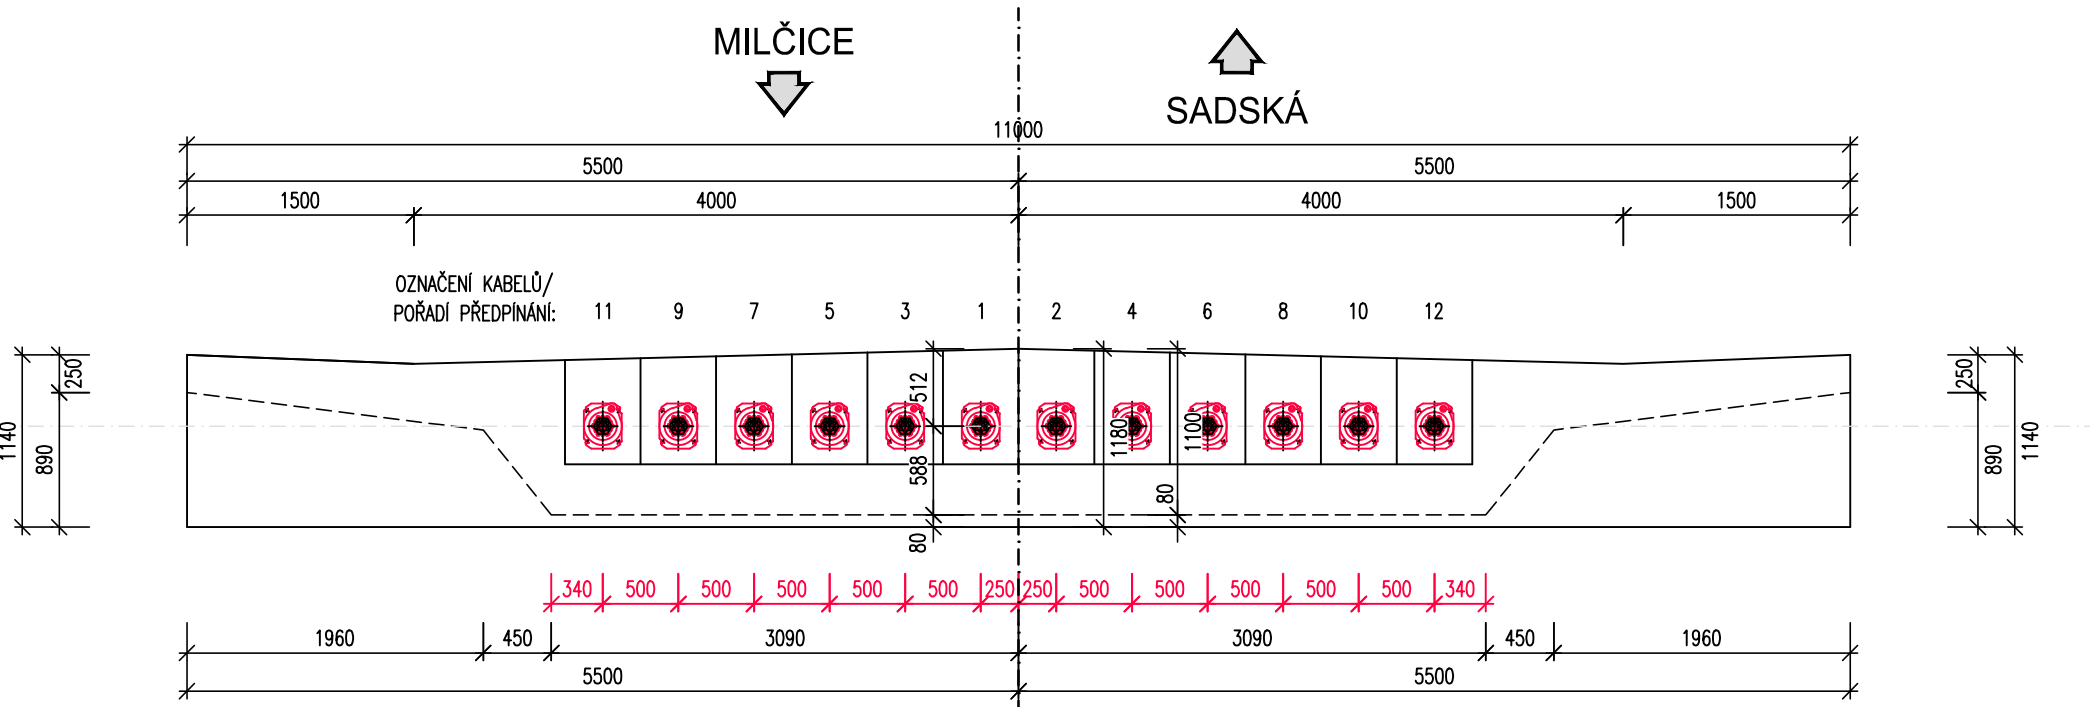 MILČICE
SADSKÁ
11000
5500 5500
1500 4000 4000 1500
OZNAČENÍ KABELŮ/
POŘADÍ PŘEDPÍNÁNÍ: 11 9 7 5 3 1 2 4 6 8 10 12
1140 250 890
512 588 80
1180 1100 80
250 890 1140
340 500 500 500 500 500 250 250 500 500 500 500 500 340
1960 450 3090 3090 450 1960
5500 5500